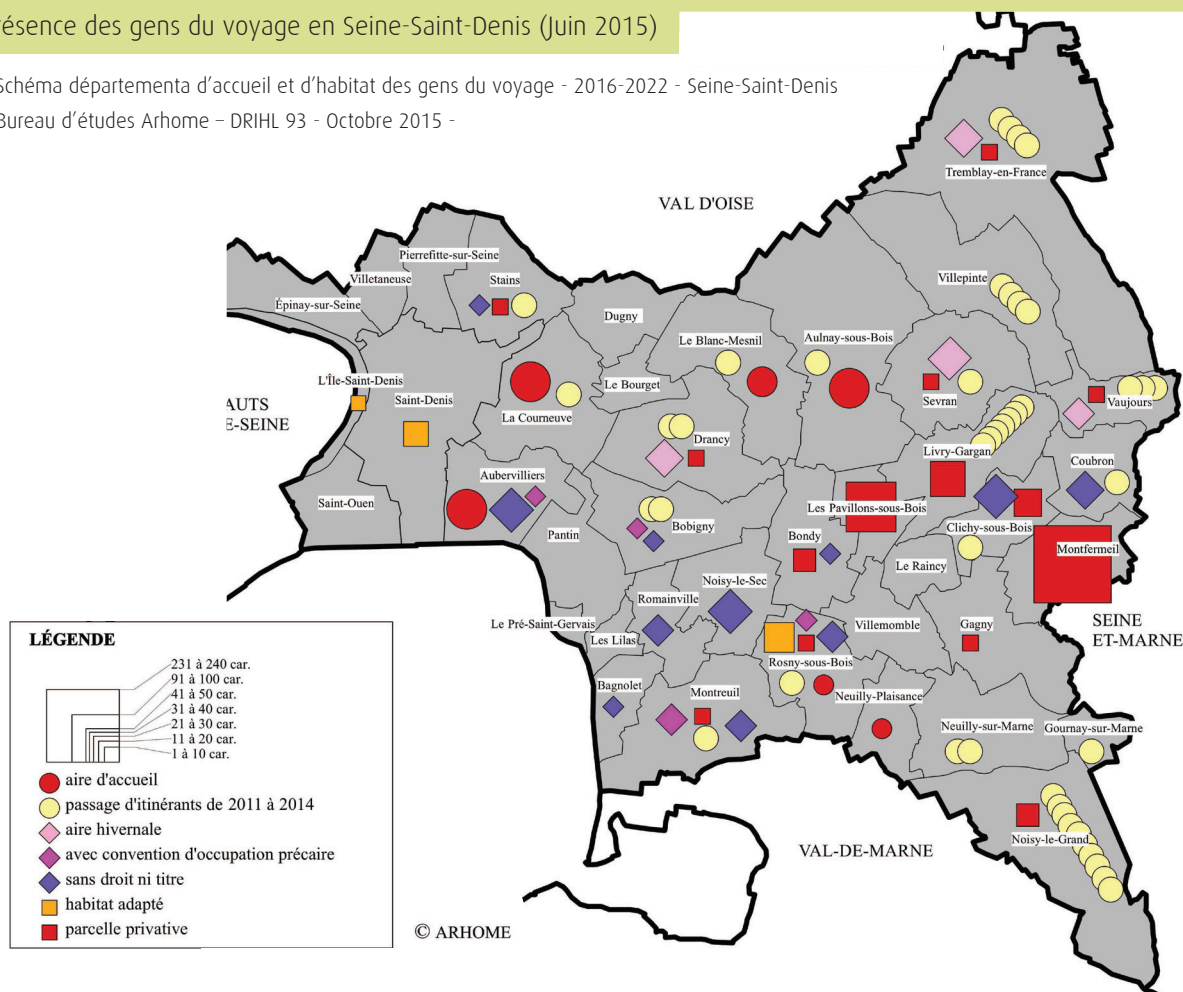 résence des gens du voyage en Seine-Saint-Denis (Juin 2015)
Schéma départementa d'accueil et d'habitat des gens du voyage - 2016-2022 - Seine-Saint-Denis
Bureau d'études Arhome – DRIHL 93 - Octobre 2015 -
Tremblay-en-France
VAL D'OISE
Pierrefitte-sur-Seine
Villetaneuse
Stains
Villepinte
Épinay-sur-Seine
Dugny
Le Blanc-Mesnil
Aulnay-sous-Bois
L'Île-Saint-Denis
Le Bourget
Saint-Denis
Sevran
Vaujours
AUTS
E-SEINE
La Courneuve
Drancy
Livry-Gargan
Coubron
Aubervilliers
Saint-Ouen
Les Pavillons-sous-Bois
Bobigny
Clichy-sous-Bois
Pantin
Bondy
Montfermeil
Le Raincy
Noisy-le-Sec
Romainville
Le Pré-Saint-Gervais
Villemomble
Gagny
SEINE
ET-MARNE
Les Lilas
Rosny-sous-Bois
Bagnolet
Montreuil
Neuilly-Plaisance
Neuilly-sur-Marne
Gournay-sur-Marne
Noisy-le-Grand
VAL-DE-MARNE
LÉGENDE
231 à 240 car.
91 à 100 car.
41 à 50 car.
31 à 40 car.
21 à 30 car.
11 à 20 car.
1 à 10 car.
aire d'accueil
passage d'itinérants de 2011 à 2014
aire hivernale
avec convention d'occupation précaire
sans droit ni titre
habitat adapté
parcelle privative
© ARHOME